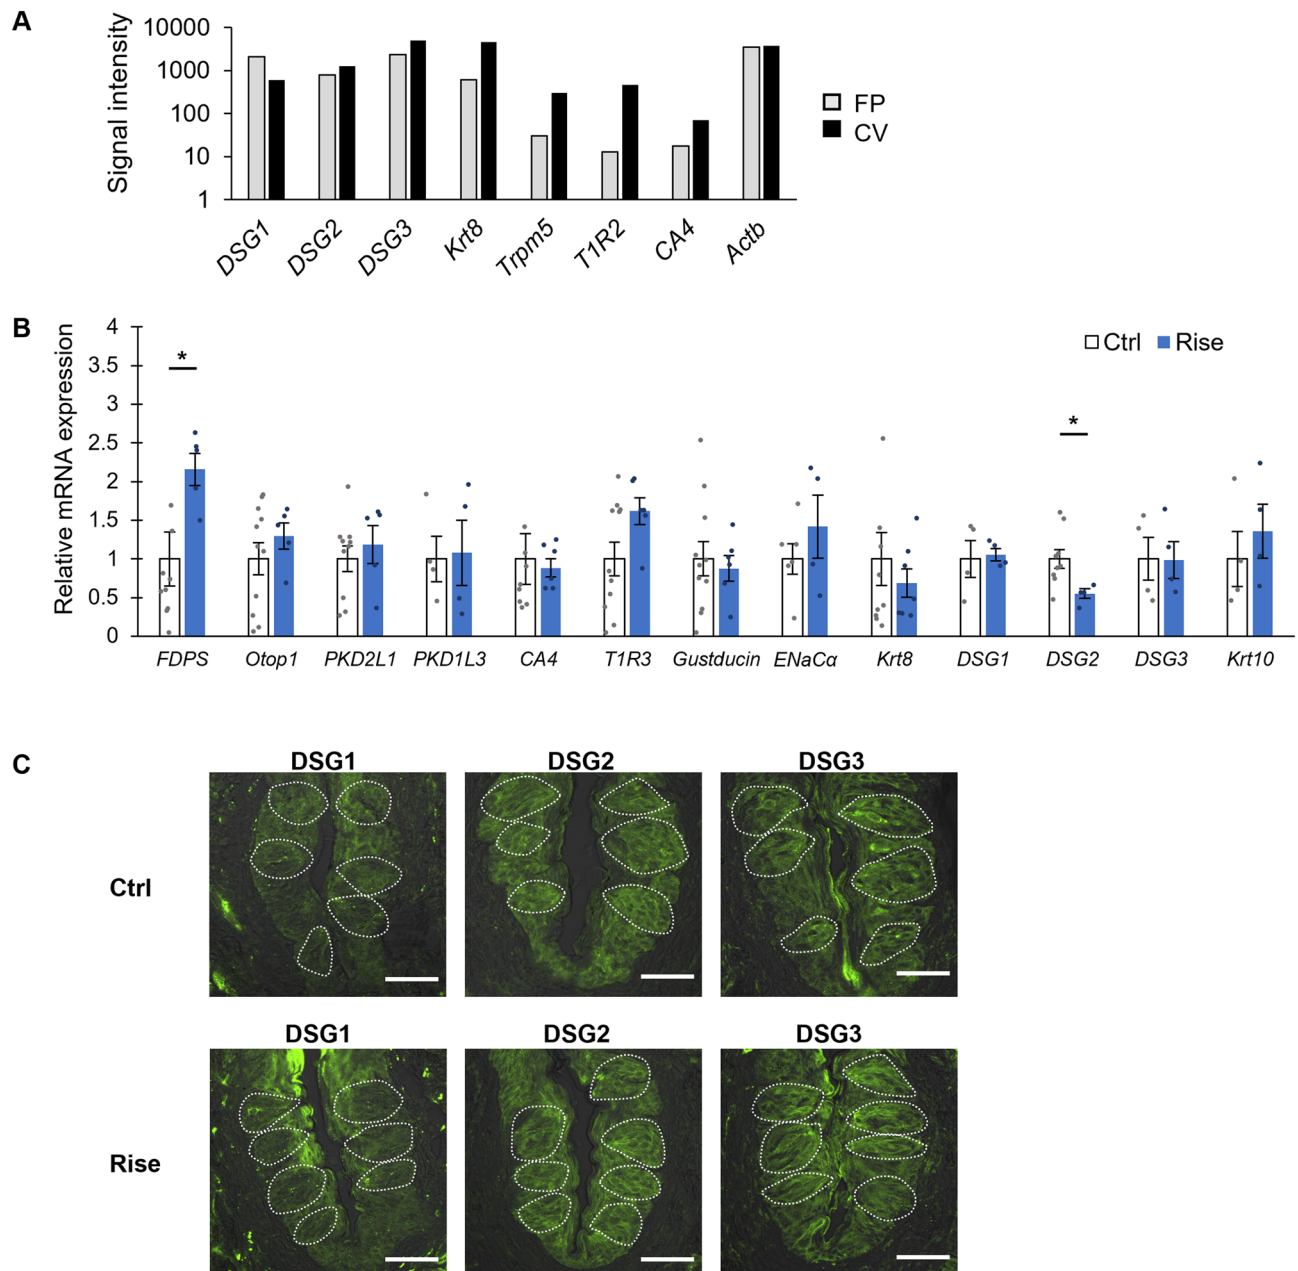 A
Signal intensity
10000
1000
100
10
1
DSG1 DSG2 DSG3 Krt8 Trpm5 T1R2 CA4 Actb
FP
CV
B
Relative mRNA expression
4
3.5
3
2.5
2
1.5
1
0.5
0
* *
Ctrl Rise
FDPS Otop1 PKD2L1 PKD1L3 CA4 T1R3 Gustducin ENaCα Krt8 DSG1 DSG2 DSG3 Krt10
C
DSG1 DSG2 DSG3
Ctrl
DSG1 DSG2 DSG3
Rise